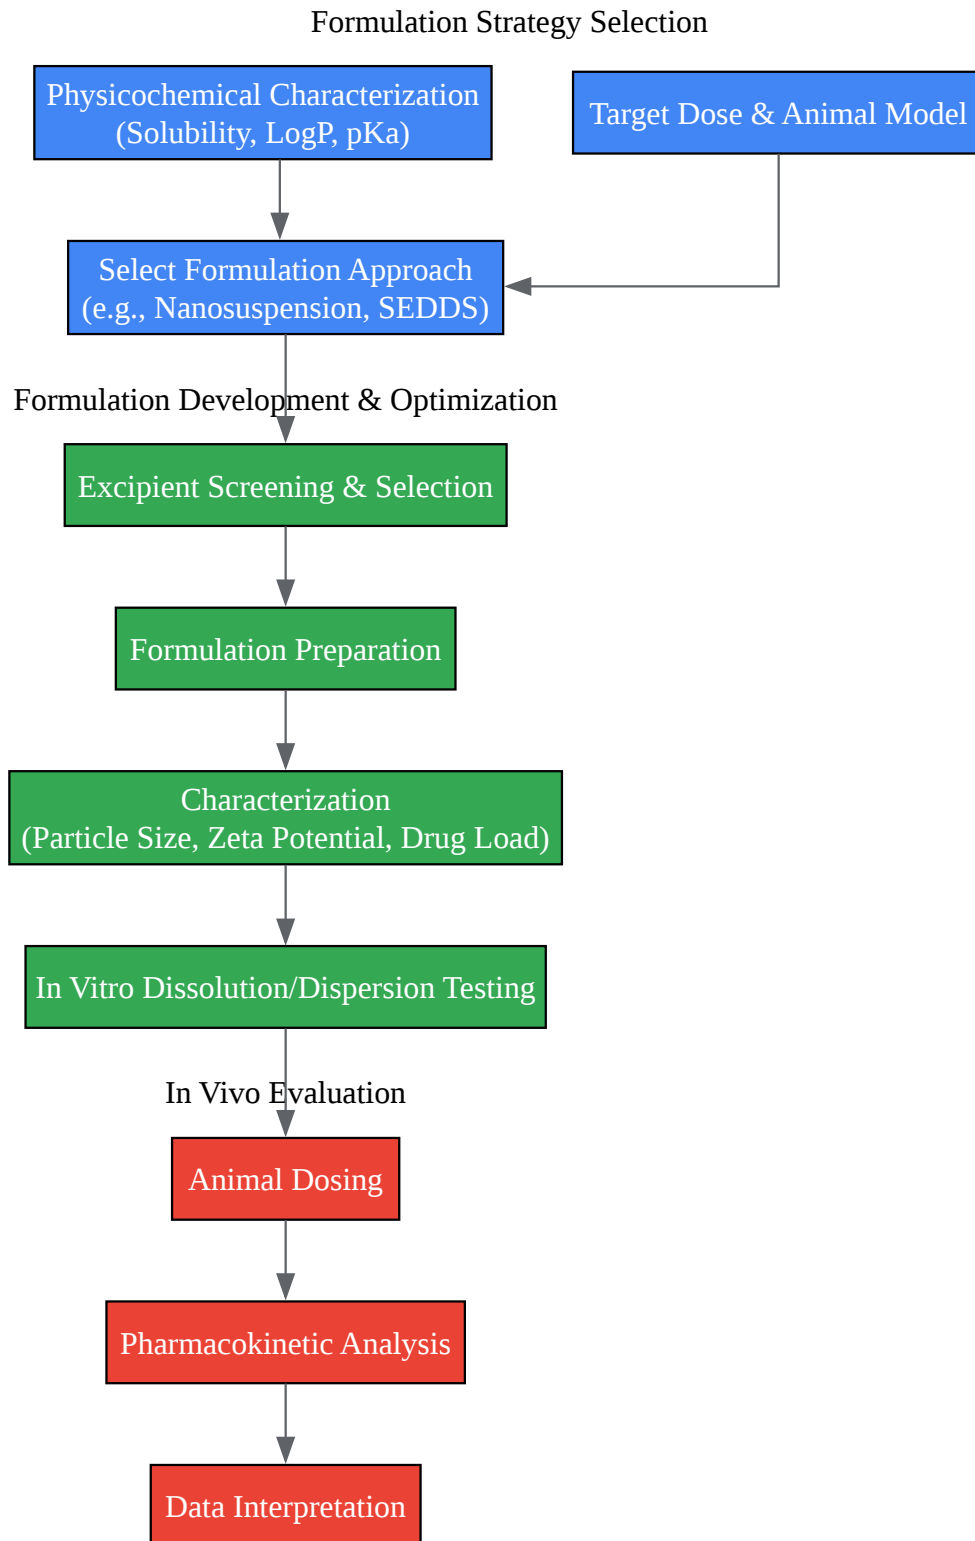 Formulation Strategy Selection
Physicochemical Characterization
(Solubility, LogP, pKa)
Target Dose & Animal Model
Select Formulation Approach
(e.g., Nanosuspension, SEDDS)
Formulation Development & Optimization
Excipient Screening & Selection
Formulation Preparation
Characterization
(Particle Size, Zeta Potential, Drug Load)
In Vitro Dissolution/Dispersion Testing
In Vivo Evaluation
Animal Dosing
Pharmacokinetic Analysis
Data Interpretation